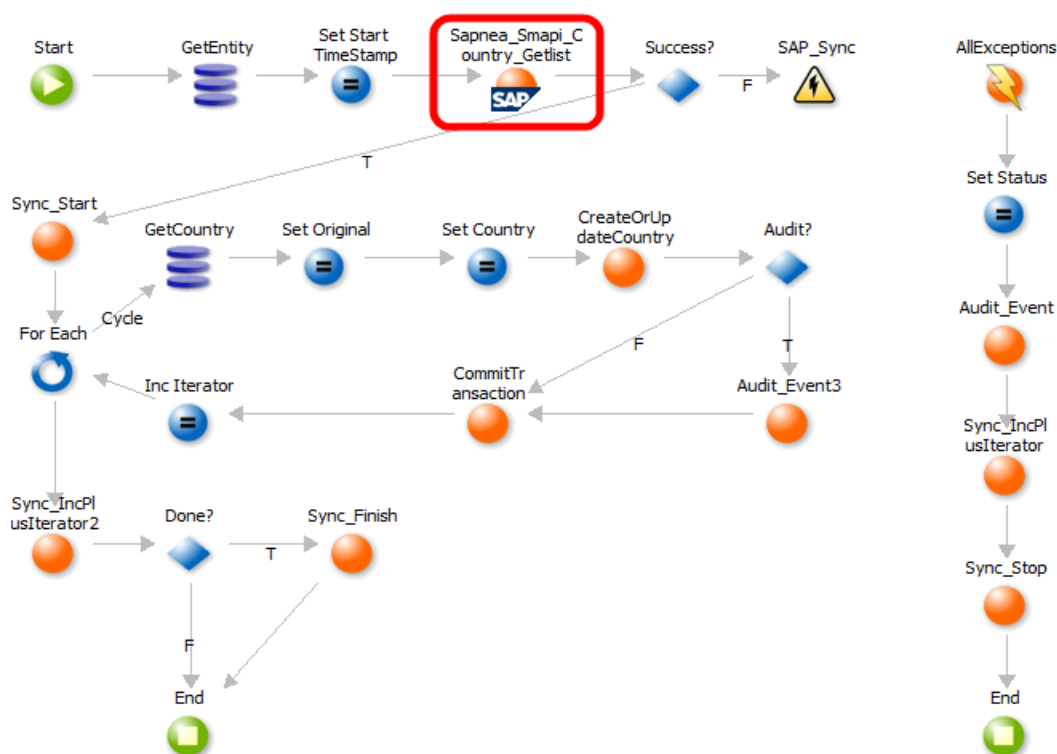 Start
GetEntity
Set Start
TimeStamp
Sapnea_Smapi_C
ountry_Getlist
SAP
Success?
F
SAP_Sync
AllExceptions
T
Set Status
Sync_Start
GetCountry
Set Original
Set Country
CreateOrUp
dateCountry
Audit?
Audit_Event
Cycle
For Each
F
T
Inc Iterator
CommitTr
ansaction
Audit_Event3
Sync_IncPl
usIterator
Sync_IncPl
usIterator2
Done?
T
Sync_Finish
Sync_Stop
F
End
End